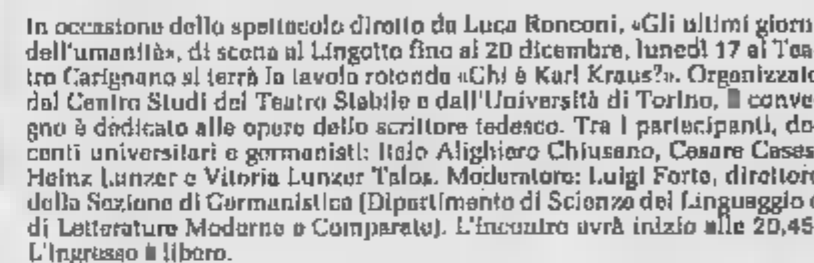 In occasione dello spettacolo diretto da Luca Ronconi, «Gli ultimi giorni
dell'umanità», di scena al Lingotto fino al 20 dicembre, lunedì 17 al Tea-
tro Carignano si terrà la tavola rotonda «Chi è Karl Kraus?». Organizzato
dal Centro Studi del Teatro Stabile e dall'Università di Torino, il conve-
gno è dedicato alle opere dello scrittore tedesco. Tra i partecipanti, do-
centi universitari e germanisti: Italo Alighiero Chiusano, Cesare Cases,
Heinz Lunzer e Vitoria Lunzer Talos. Moderatore: Luigi Forte, direttore
della Sezione di Germanistica (Dipartimento di Scienze del Linguaggio e
di Letterature Moderne e Comparate). L'incontro avrà inizio alle 20,45.
L'ingresso è libero.